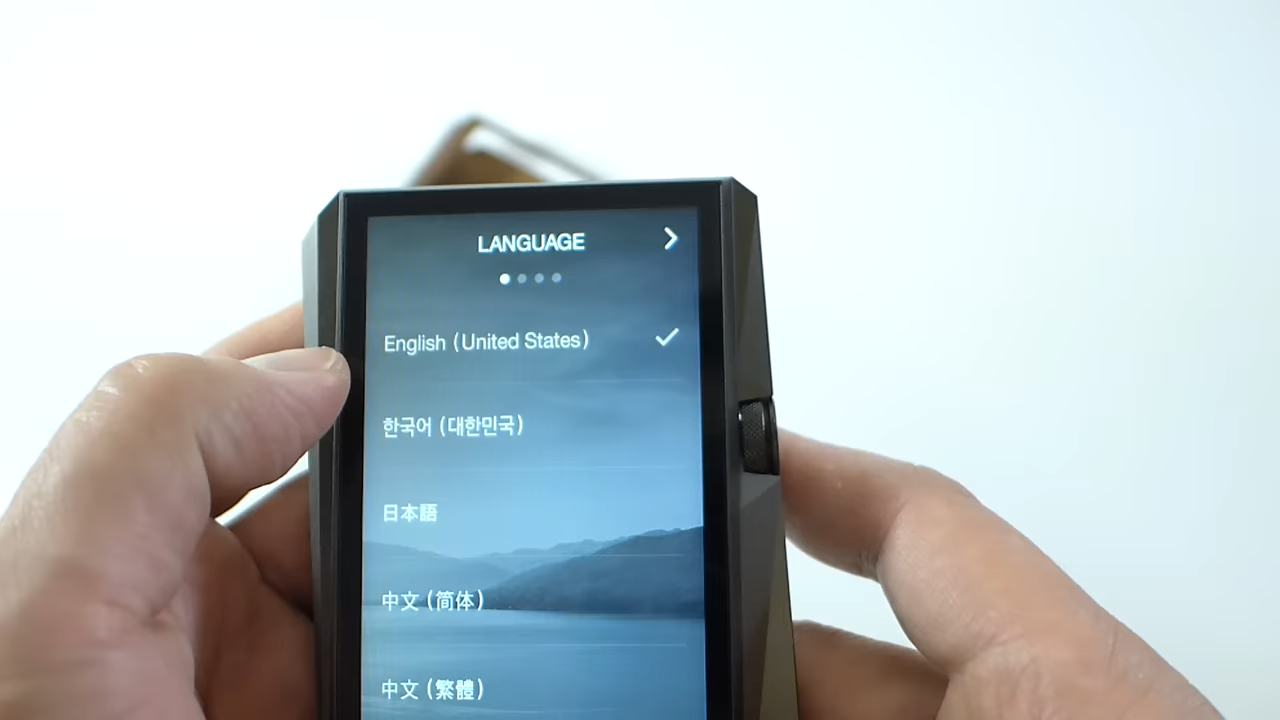 LANGUAGE
English (United States)
한국어 (대한민국)
日本語
中文 (简体)
中文 (繁體)